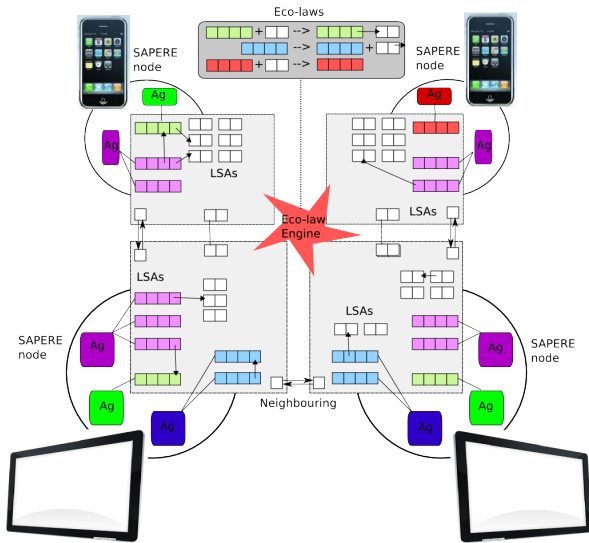 Eco-laws
+ -->
--> +
+ -->
SAPERE
node
SAPERE
node
Ag
Ag
Ag
Ag
LSAs
LSAs
Eco-law
Engine
LSAs
LSAs
SAPERE
node
SAPERE
node
Ag
Ag
Ag
Ag
Ag
Ag
Neighbouring